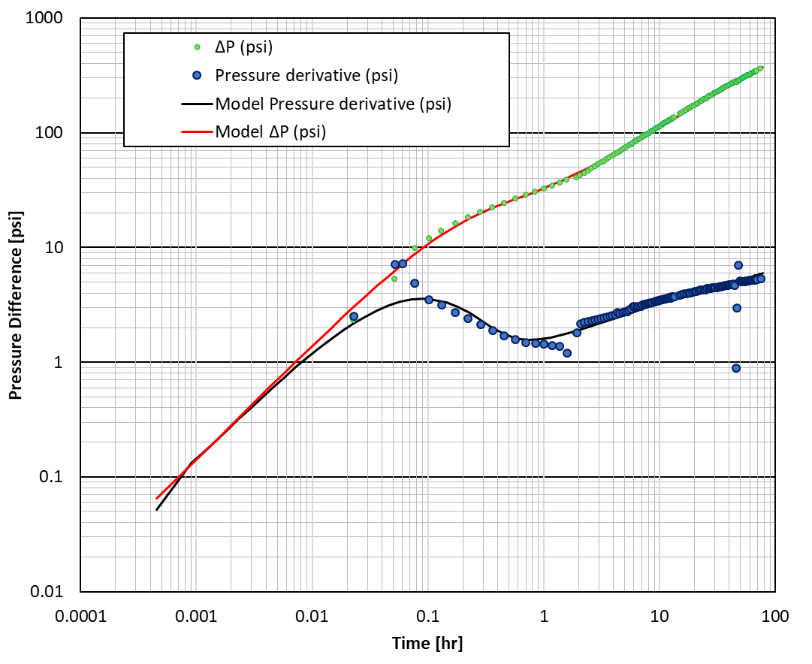 1000
100
10
1
0.1
0.01
Pressure Difference [psi]
ΔP (psi)
Pressure derivative (psi)
Model Pressure derivative (psi)
Model ΔP (psi)
0.0001 0.001 0.01 0.1 1 10 100
Time [hr]